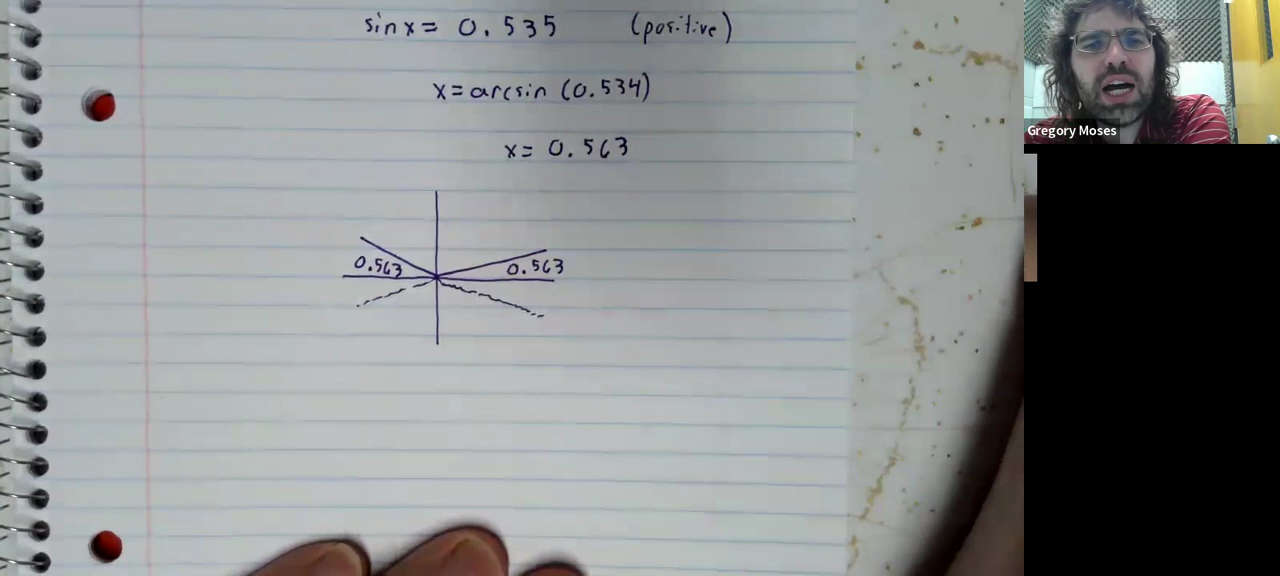 sin x = 0.535 (positive)
x = arcsin (0.534)
x = 0.563
0.563 0.563
Gregory Moses